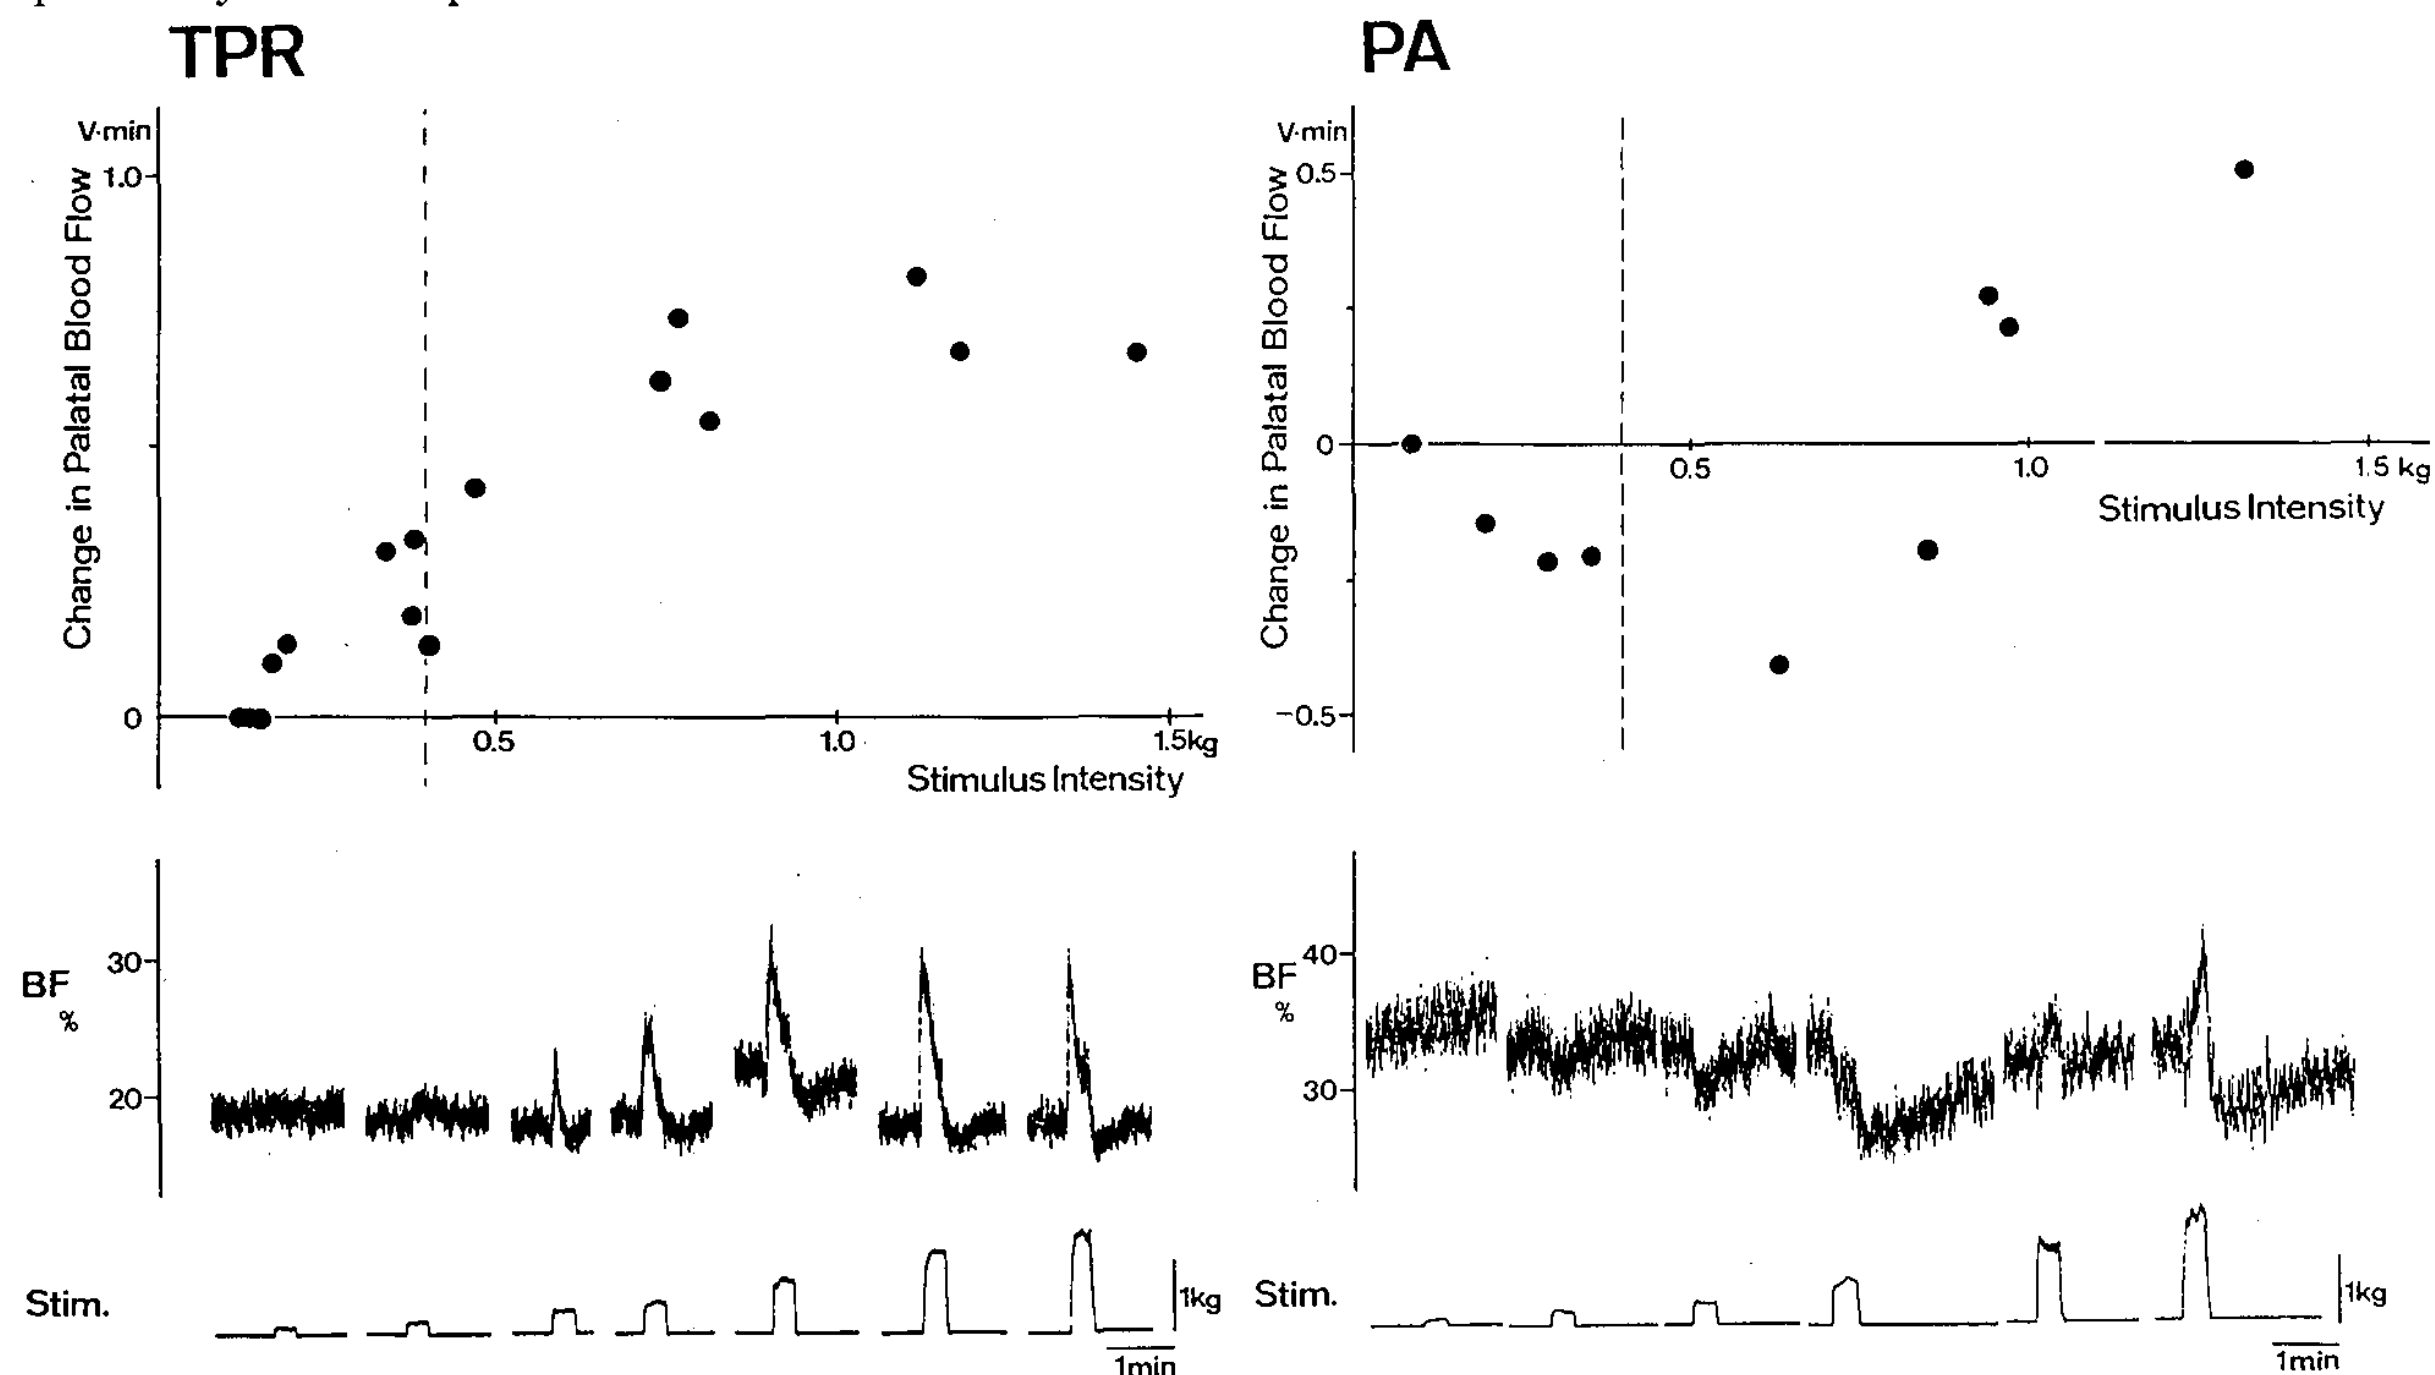 TPR
V·min
1.0
Change in Palatal Blood Flow
0
0.5
1.0
1.5kg
Stimulus Intensity
BF
%
30
20
Stim.
1kg
1min
PA
V·min
0.5
Change in Palatal Blood Flow
0
-0.5
0.5
1.0
1.5 kg
Stimulus Intensity
BF
%
40
30
Stim.
1kg
1min